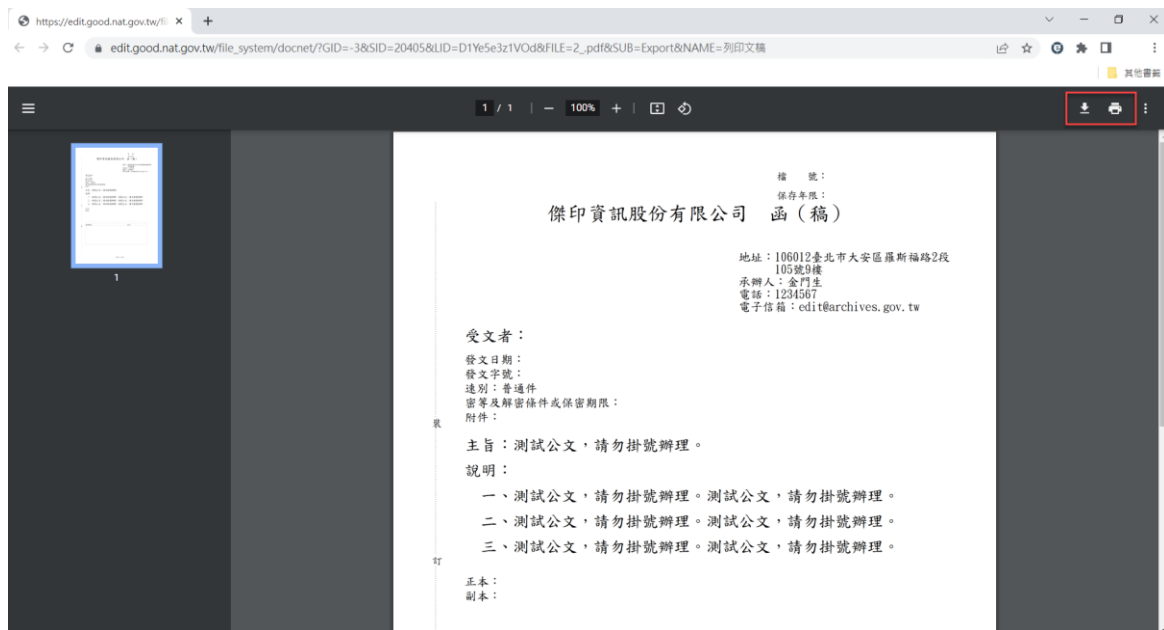 https://edit.good.nat.gov.tw/fi
edit.good.nat.gov.tw/file_system/docnet/?GID=-3&SID=20405&LID=D1Ye5e3z1VOd&FILE=2_.pdf&SUB=Export&NAME=列印文稿
其他書籤
1 / 1
100%
1
檔 號：
保存年限：
傑印資訊股份有限公司 函（稿）
地址：106012臺北市大安區羅斯福路2段
105號9樓
承辦人：金門生
電話：1234567
電子信箱：edit@archives.gov.tw
受文者：
發文日期：
發文字號：
速別：普通件
密等及解密條件或保密期限：
附件：
裝
主旨：測試公文，請勿掛號辦理。
說明：
一、測試公文，請勿掛號辦理。測試公文，請勿掛號辦理。
二、測試公文，請勿掛號辦理。測試公文，請勿掛號辦理。
三、測試公文，請勿掛號辦理。測試公文，請勿掛號辦理。
訂
正本：
副本：